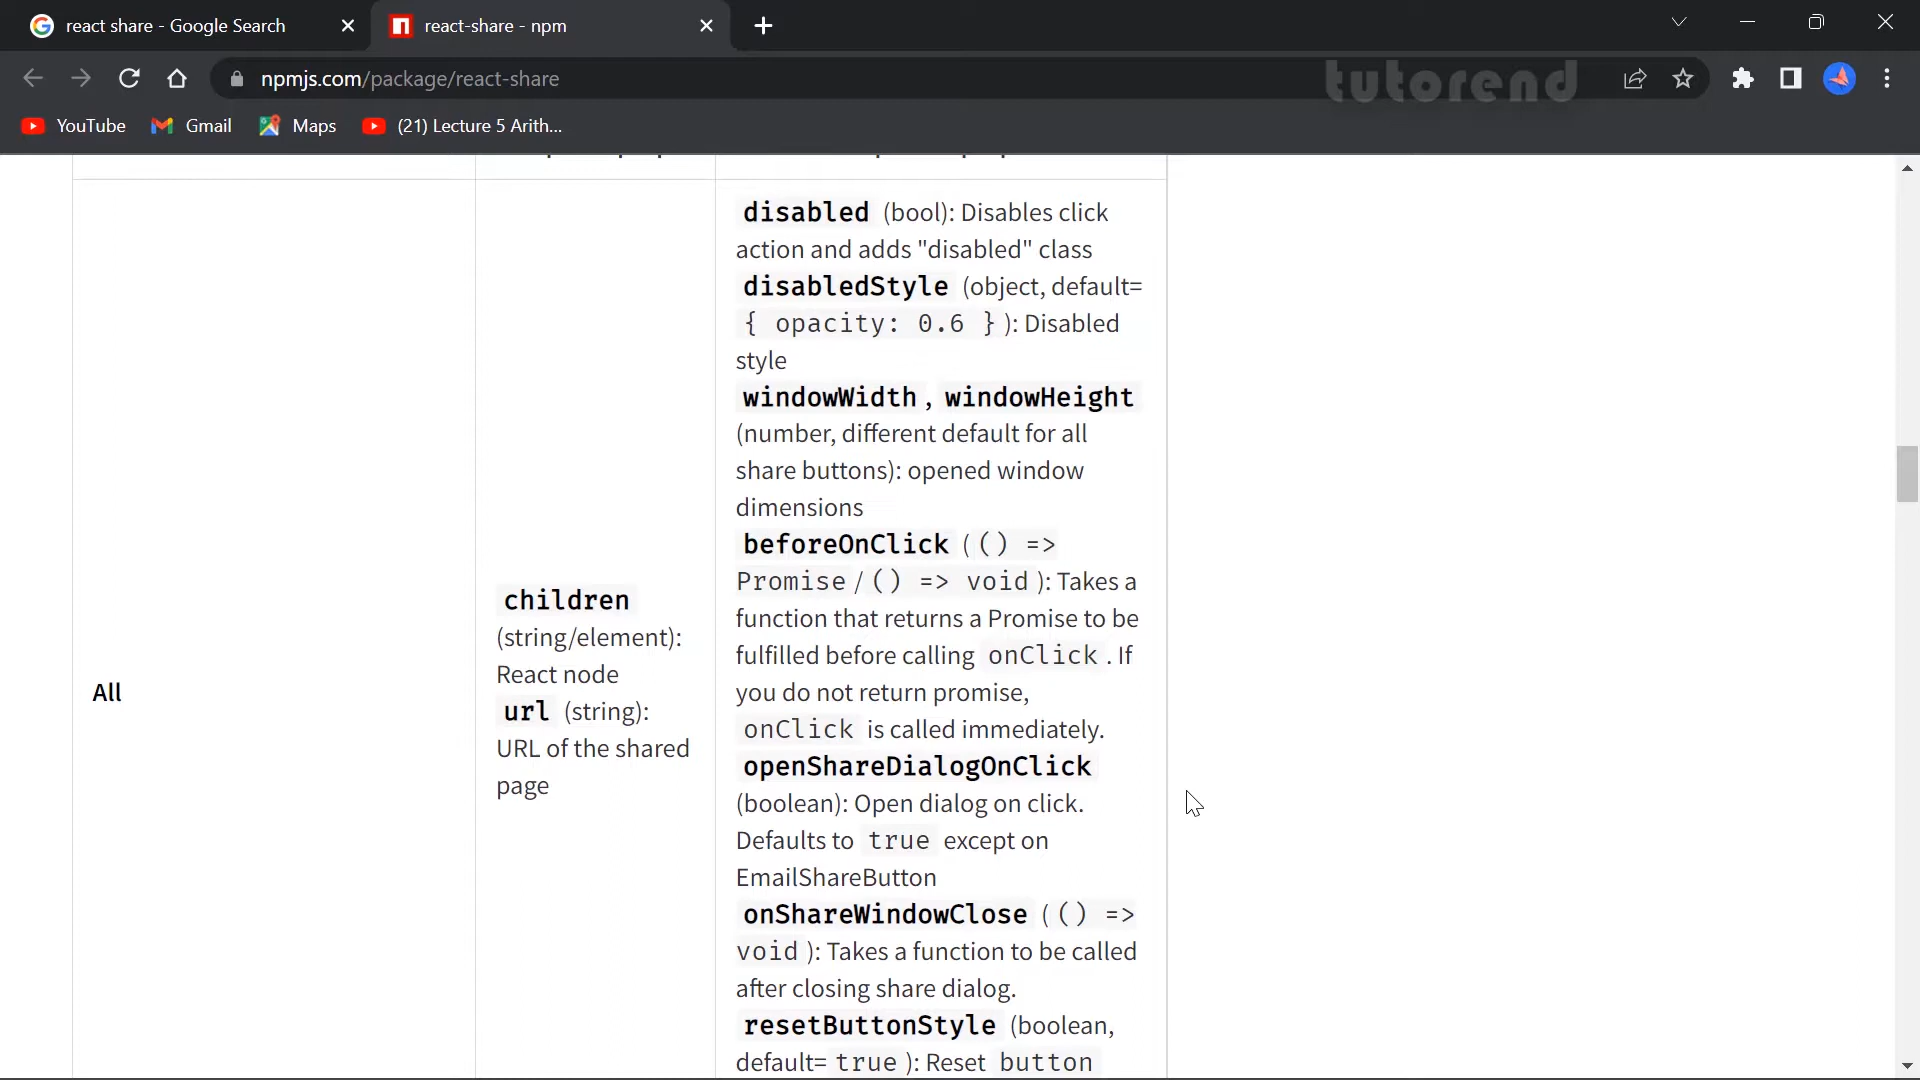 react share - Google Search
react-share - npm
npmjs.com/package/react-share
tutorend
YouTube
Gmail
Maps
(21) Lecture 5 Arith...
All
children
(string/element):
React node
url (string):
URL of the shared
page
disabled (bool): Disables click
action and adds "disabled" class
disabledStyle (object, default=
{ opacity: 0.6 } ): Disabled
style
windowWidth , windowHeight
(number, different default for all
share buttons): opened window
dimensions
beforeOnClick ( () =>
Promise / () => void ): Takes a
function that returns a Promise to be
fulfilled before calling onClick . If
you do not return promise,
onClick is called immediately.
openShareDialogOnClick
(boolean): Open dialog on click.
Defaults to true except on
EmailShareButton
onShareWindowClose ( () =>
void ): Takes a function to be called
after closing share dialog.
resetButtonStyle (boolean,
default= true ): Reset button